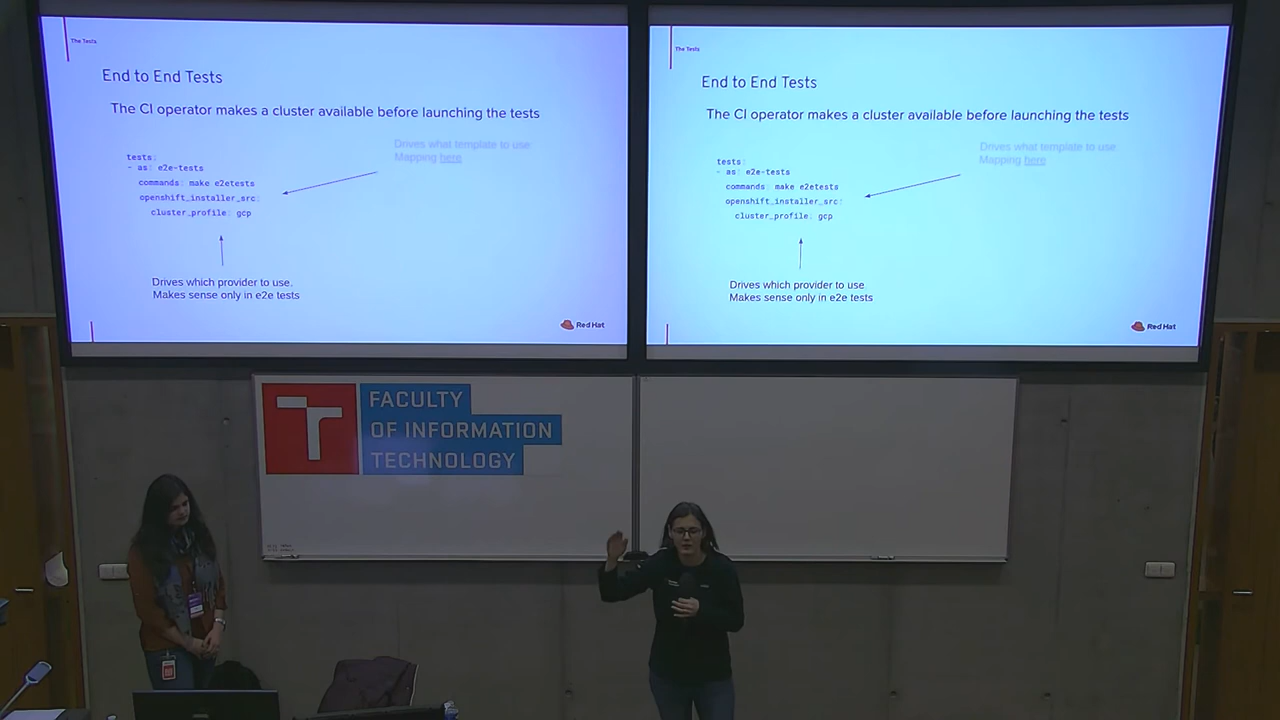 The Tests
End to End Tests
The CI operator makes a cluster available before launching the tests
Drives what template to use.
Mapping here
tests:
- as: e2e-tests
commands: make e2etests
openshift_installer_src:
cluster_profile: gcp
Drives which provider to use.
Makes sense only in e2e tests
Red Hat
The Tests
End to End Tests
The CI operator makes a cluster available before launching the tests
Drives what template to use.
Mapping here
tests:
- as: e2e-tests
commands: make e2etests
openshift_installer_src:
cluster_profile: gcp
Drives which provider to use.
Makes sense only in e2e tests
Red Hat
FACULTY
OF INFORMATION
TECHNOLOGY